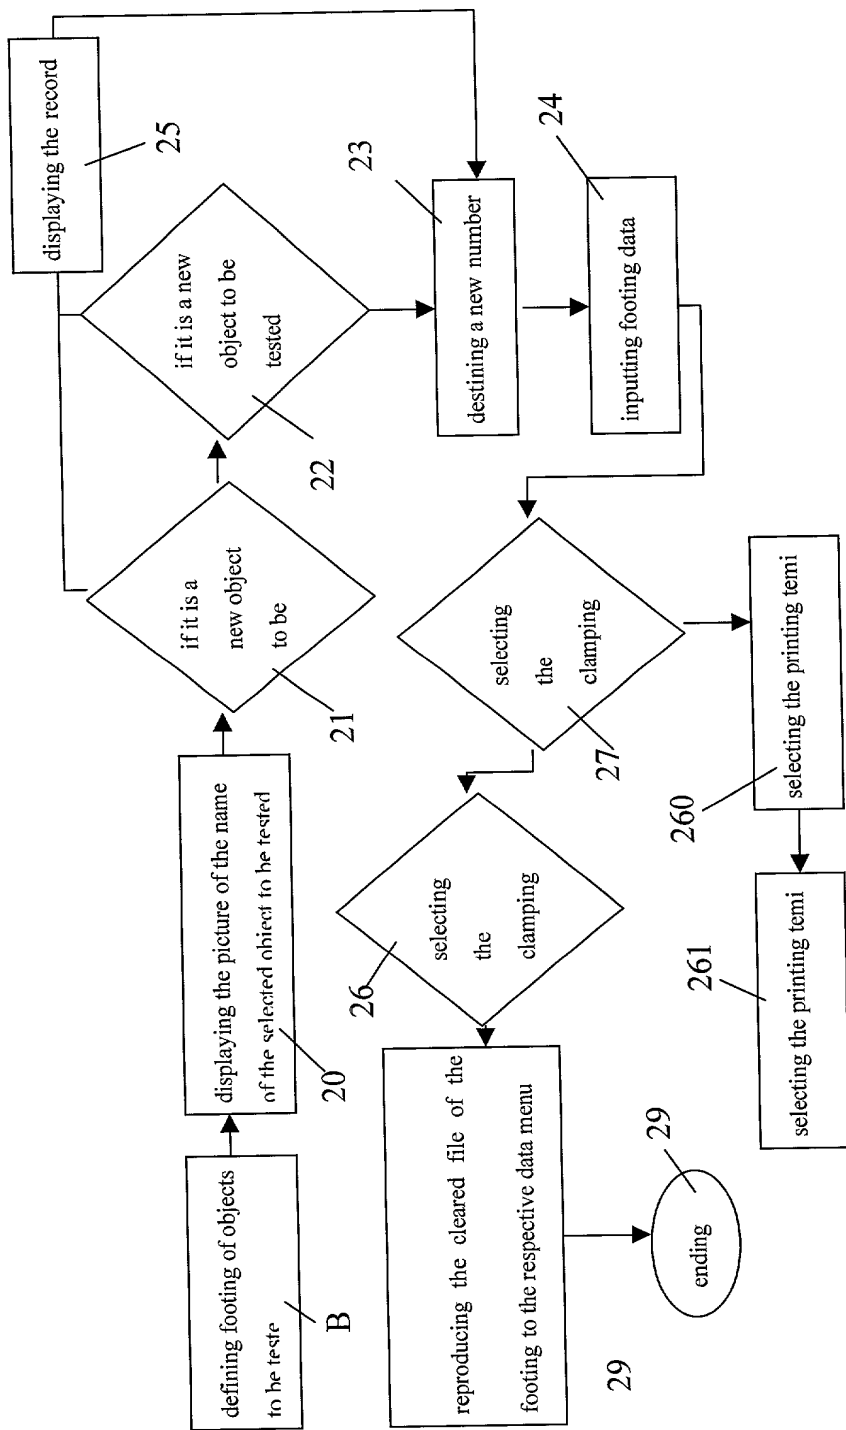 defining footing of objects
to be teste
B
displaying the picture of the name
of the selected object to be tested
20
if it is a
new object
to be
21
if it is a new
object to be
tested
22
displaying the record
25
destining a new number
23
inputting footing data
24
selecting
the
clamping
27
selecting
the
clamping
26
selecting the printing temi
260
selecting the printing temi
261
reproducing the cleared file of the
footing to the respective data menu
29
ending
29